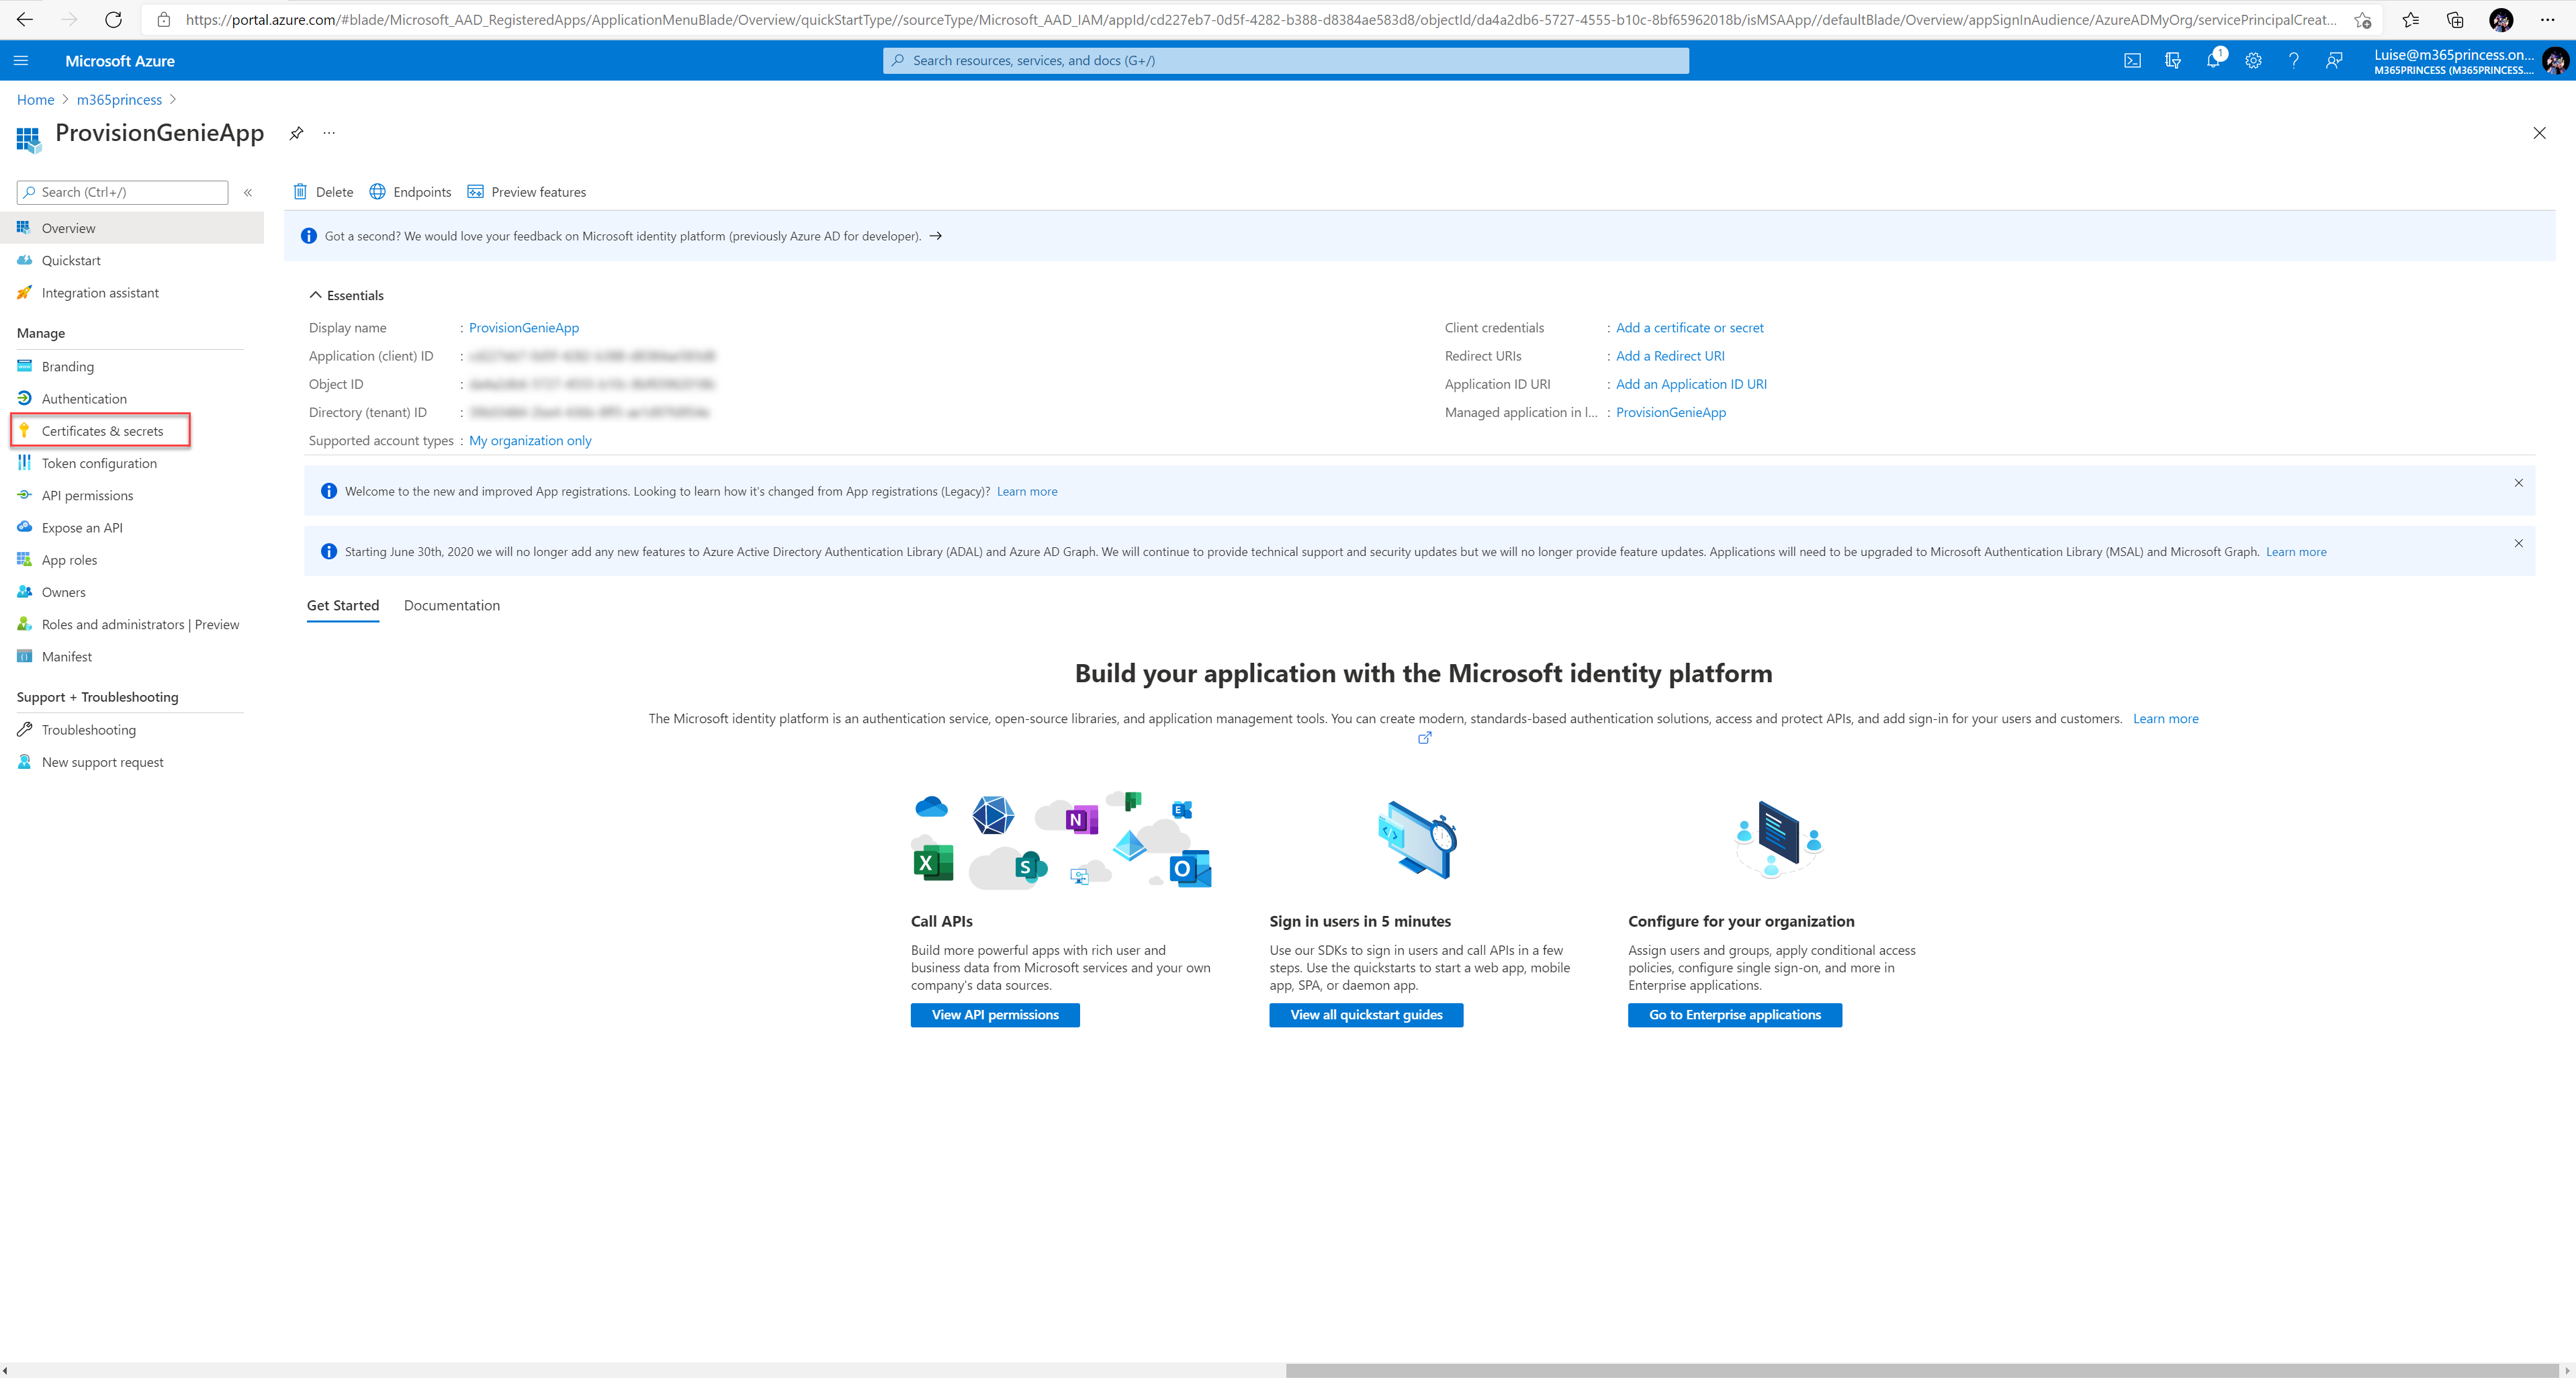 https://portal.azure.com/#blade/Microsoft_AAD_RegisteredApps/ApplicationMenuBlade/Overview/quickStartType//sourceType/Microsoft_AAD_IAM/appId/cd227eb7-0d5f-4282-b388-d8384ae583d8/objectId/da4a2db6-5727-4555-b10c-8bf65962018b/isMSAApp//defaultBlade/Overview/appSignInAudience/AzureADMyOrg/servicePrincipalCreat...
Microsoft Azure
Search resources, services, and docs (G+/)
1
Luise@m365princess.on...
M365PRINCESS (M365PRINCESS....
Home > m365princess >
ProvisionGenieApp
Search (Ctrl+/)
Delete
Endpoints
Preview features
Overview
Quickstart
Integration assistant
Manage
Branding
Authentication
Certificates & secrets
Token configuration
API permissions
Expose an API
App roles
Owners
Roles and administrators | Preview
Manifest
Support + Troubleshooting
Troubleshooting
New support request
Got a second? We would love your feedback on Microsoft identity platform (previously Azure AD for developer). →
Essentials
Display name : ProvisionGenieApp
Application (client) ID :
Object ID :
Directory (tenant) ID :
Supported account types : My organization only
Client credentials : Add a certificate or secret
Redirect URIs : Add a Redirect URI
Application ID URI : Add an Application ID URI
Managed application in l... : ProvisionGenieApp
Welcome to the new and improved App registrations. Looking to learn how it's changed from App registrations (Legacy)? Learn more
Starting June 30th, 2020 we will no longer add any new features to Azure Active Directory Authentication Library (ADAL) and Azure AD Graph. We will continue to provide technical support and security updates but we will no longer provide feature updates. Applications will need to be upgraded to Microsoft Authentication Library (MSAL) and Microsoft Graph. Learn more
Get Started
Documentation
Build your application with the Microsoft identity platform
The Microsoft identity platform is an authentication service, open-source libraries, and application management tools. You can create modern, standards-based authentication solutions, access and protect APIs, and add sign-in for your users and customers. Learn more
N
E
X
S
O
Call APIs
Build more powerful apps with rich user and
business data from Microsoft services and your own
company's data sources.
View API permissions
Sign in users in 5 minutes
Use our SDKs to sign in users and call APIs in a few
steps. Use the quickstarts to start a web app, mobile
app, SPA, or daemon app.
View all quickstart guides
Configure for your organization
Assign users and groups, apply conditional access
policies, configure single sign-on, and more in
Enterprise applications.
Go to Enterprise applications